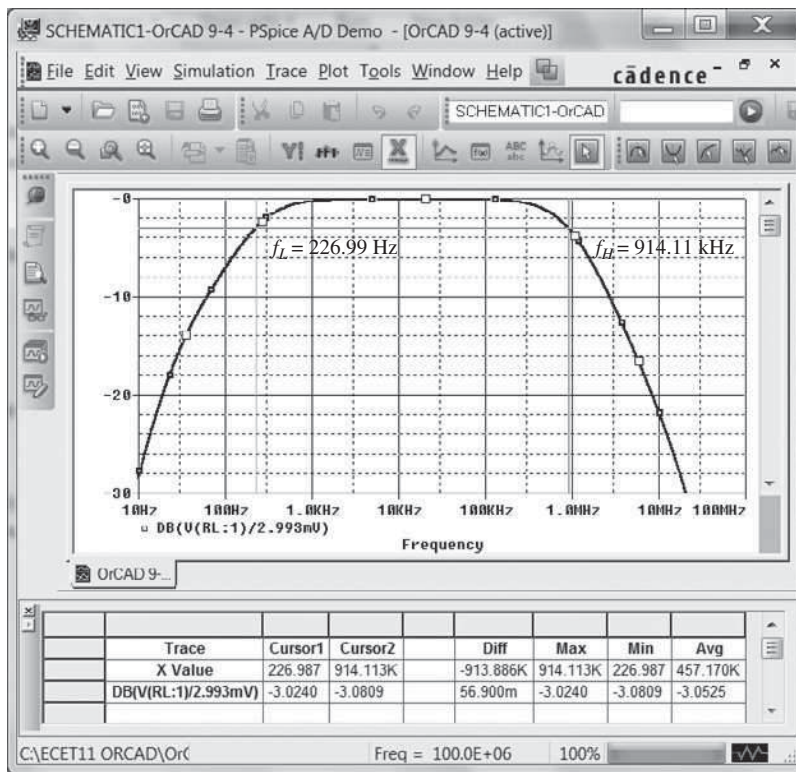 SCHEMATIC1-OrCAD 9-4 - PSpice A/D Demo - [OrCAD 9-4 (active)]
File Edit View Simulation Trace Plot Tools Window Help
cādence
SCHEMATIC1-OrCAD
ABC
abc
-0
-10
-20
-30
f_L = 226.99 Hz
f_H = 914.11 kHz
10Hz 100Hz 1.0KHz 10KHz 100KHz 1.0MHz 10MHz 100MHz
DB(V(RL:1)/2.993mV)
Frequency
OrCAD 9-...
Trace Cursor1 Cursor2 Diff Max Min Avg
X Value 226.987 914.113K -913.886K 914.113K 226.987 457.170K
DB(V(RL:1)/2.993mV) -3.0240 -3.0809 56.900m -3.0240 -3.0809 -3.0525
C:\ECET11 ORCAD\Or Freq = 100.0E+06 100%